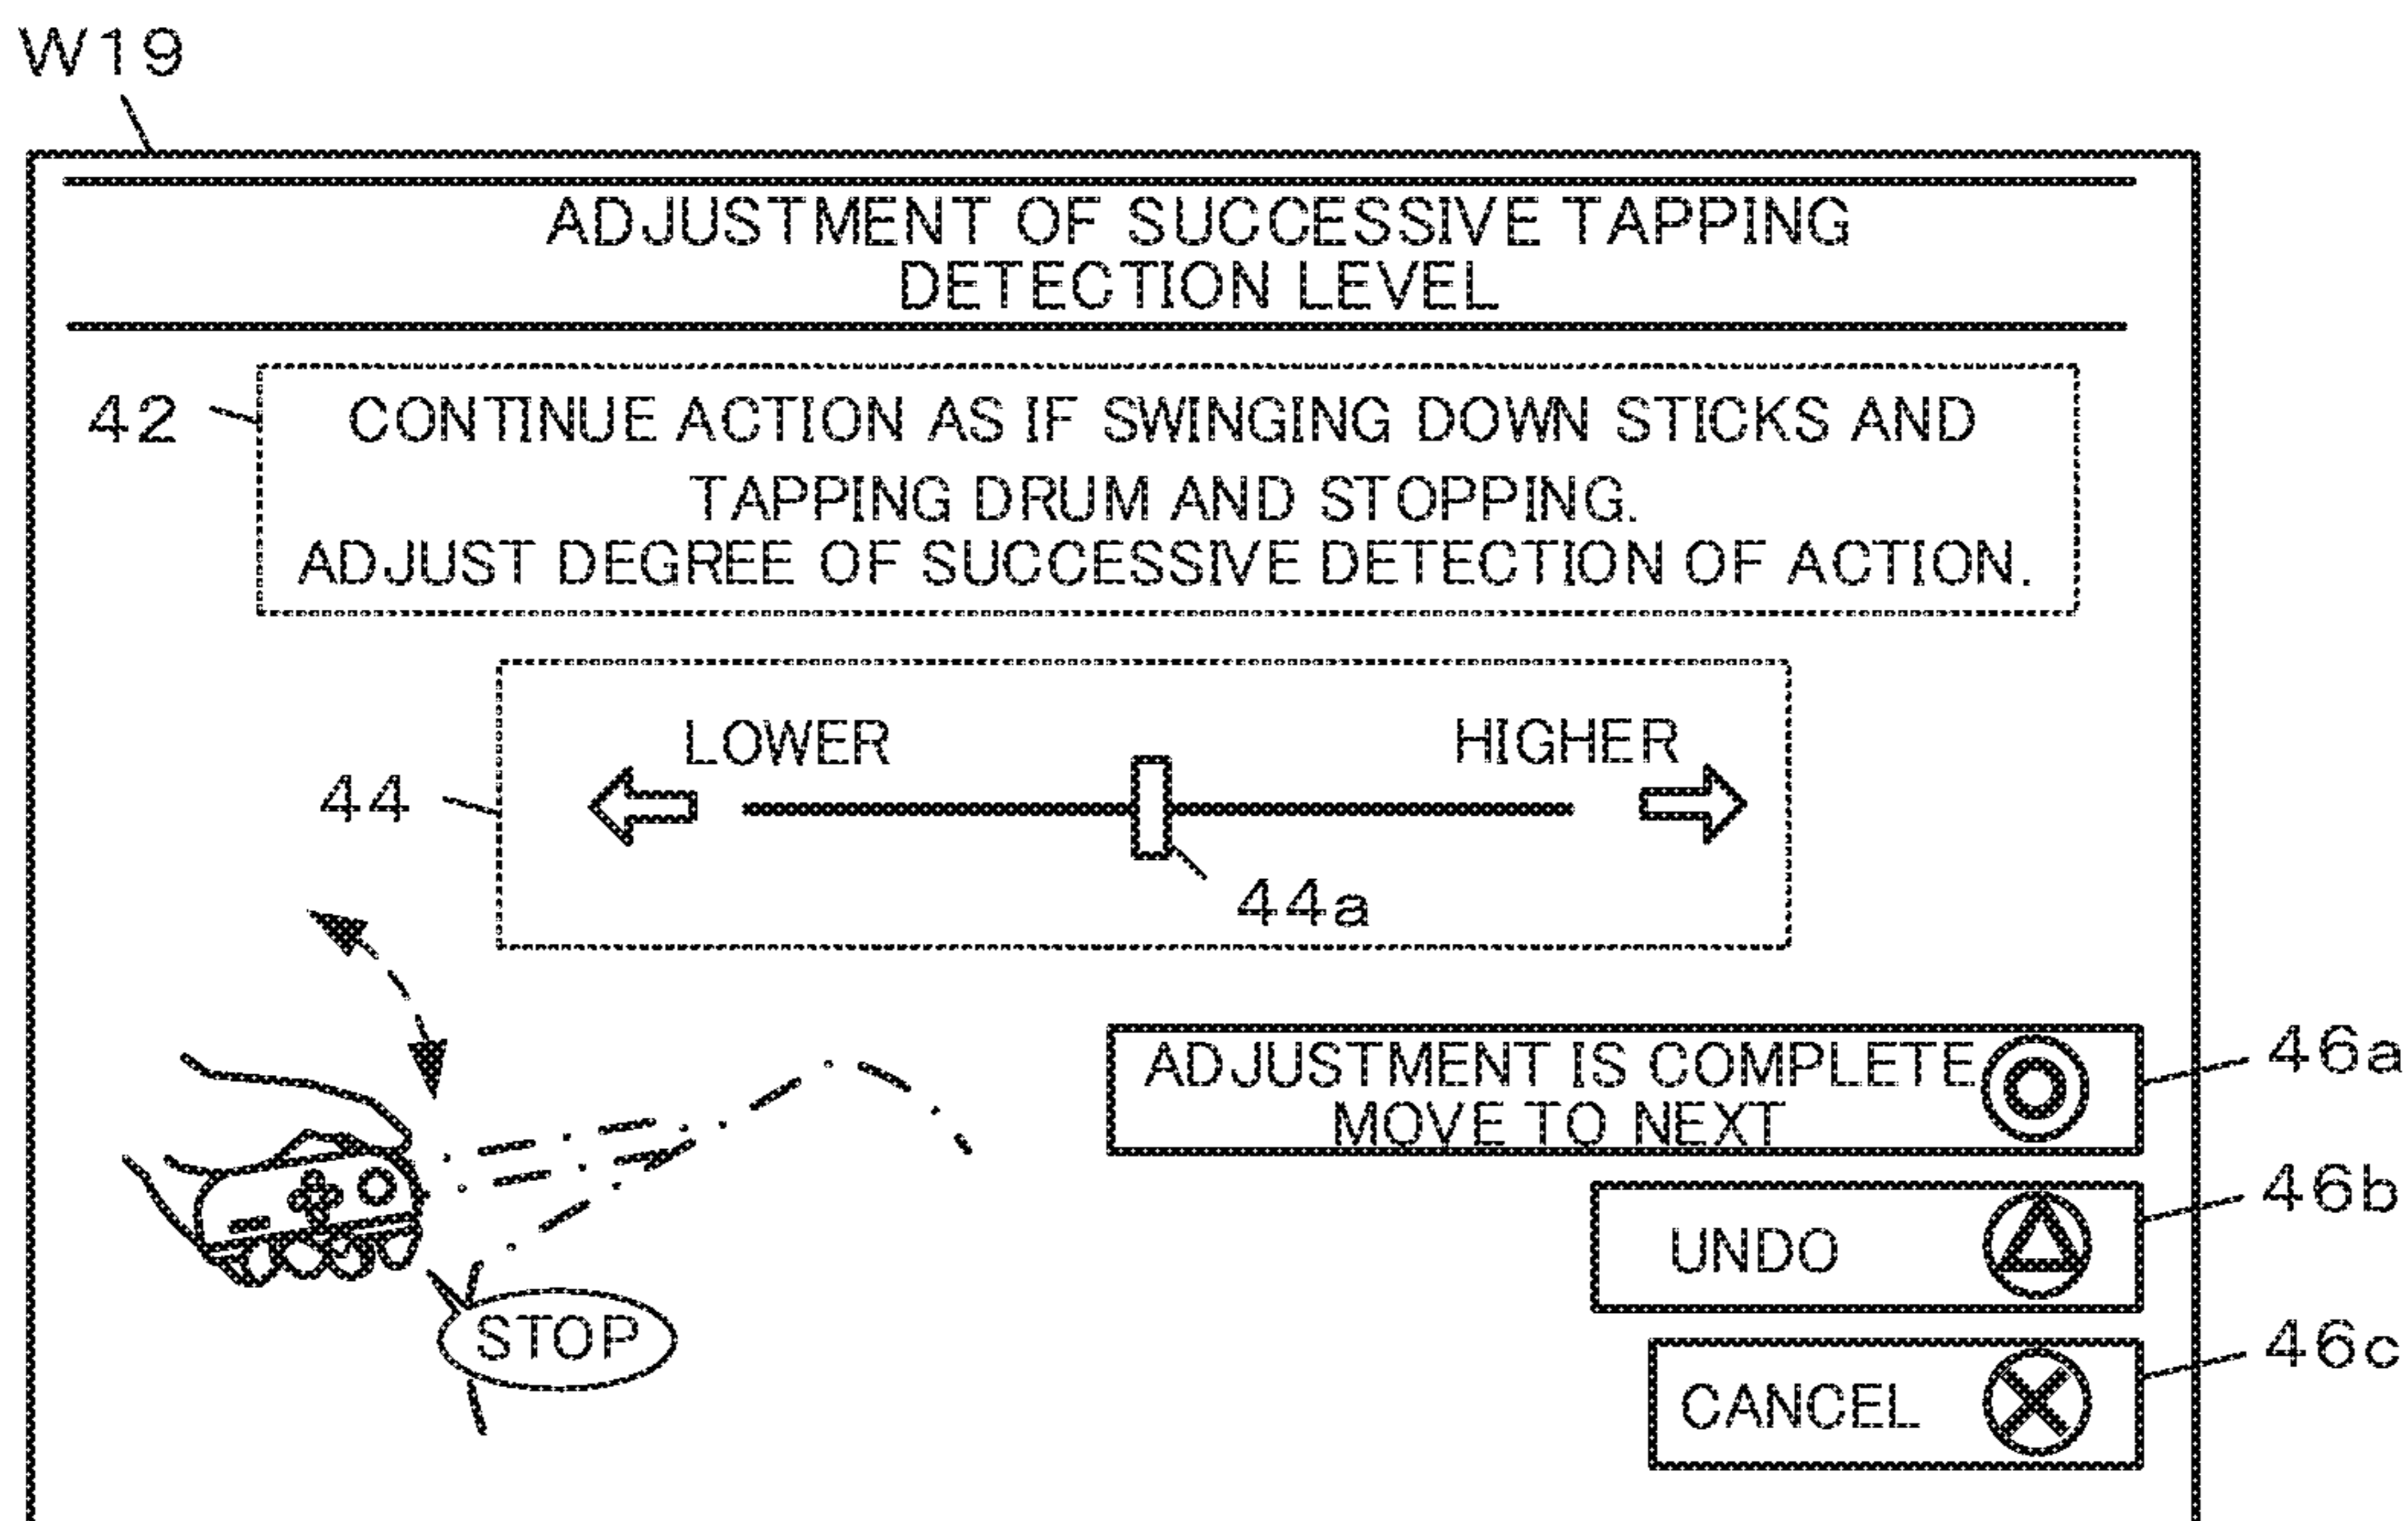 W19
ADJUSTMENT OF SUCCESSIVE TAPPING
DETECTION LEVEL
42
CONTINUE ACTION AS IF SWINGING DOWN STICKS AND
TAPPING DRUM AND STOPPING.
ADJUST DEGREE OF SUCCESSIVE DETECTION OF ACTION.
LOWER
HIGHER
44
44a
ADJUSTMENT IS COMPLETE
MOVE TO NEXT
46a
UNDO
46b
STOP
CANCEL
46c